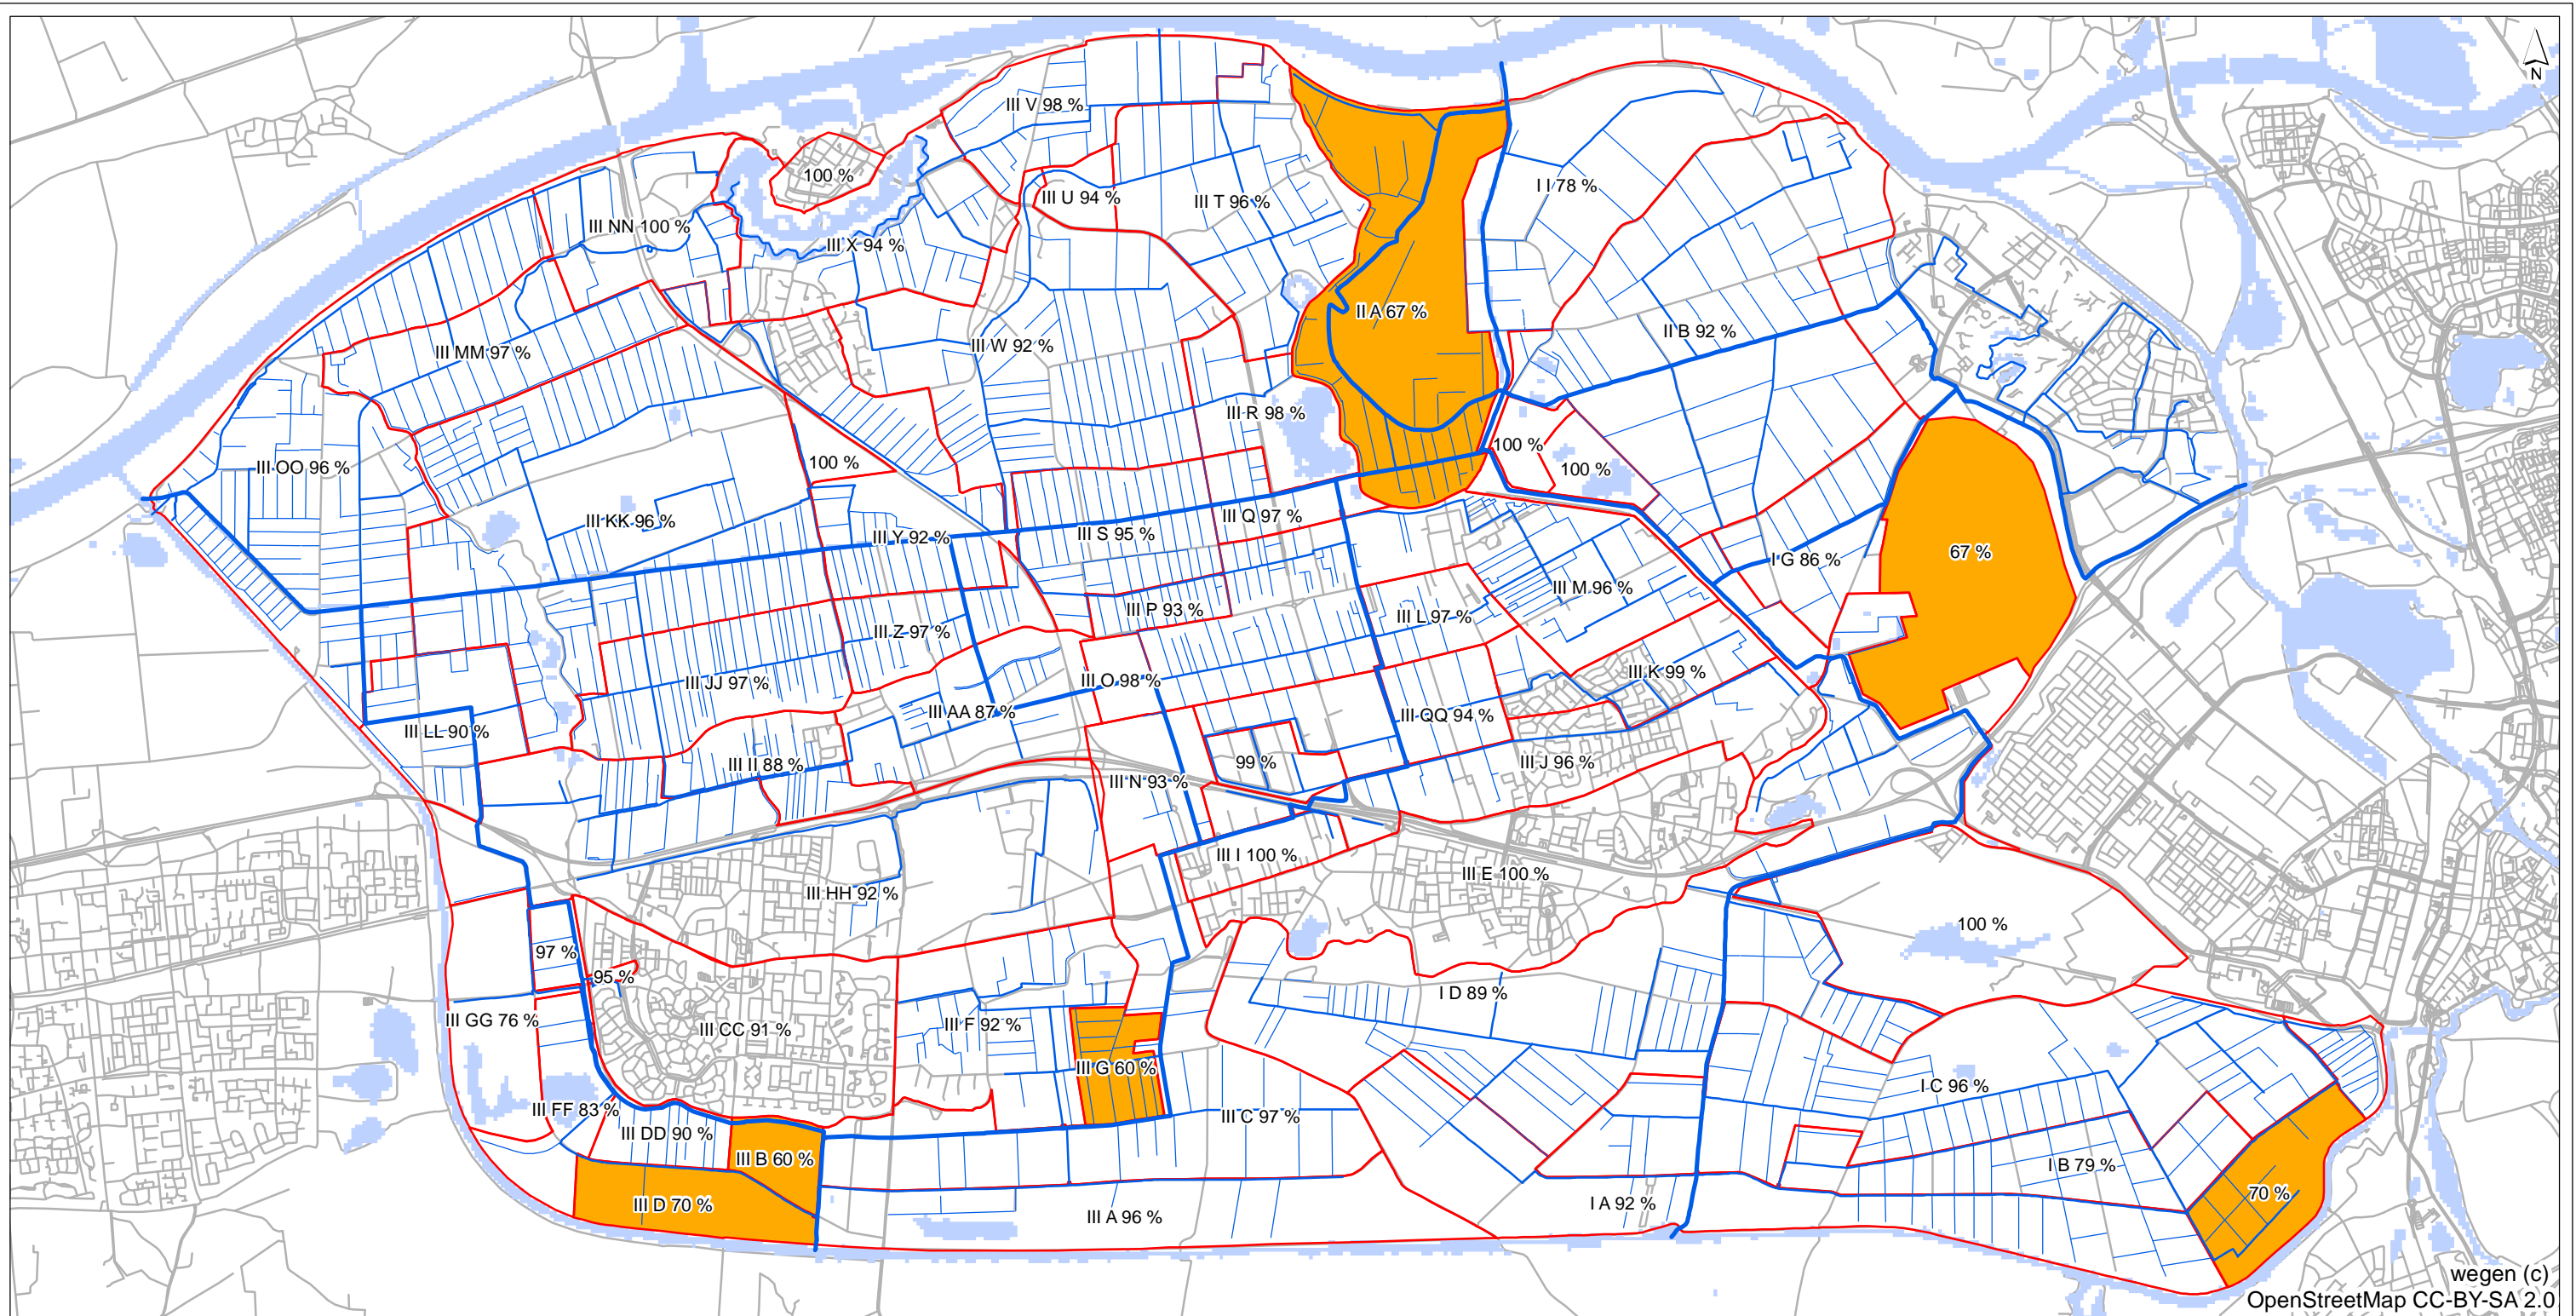 N
III V 98 %
100 %
I I 78 %
III U 94 %
III T 96 %
III NN 100 %
III X 94 %
II A 67 %
II B 92 %
III W 92 %
III MM 97 %
III R 98 %
100 %
100 %
100 %
III OO 96 %
III KK 96 %
III Q 97 %
III S 95 %
III Y 92 %
67 %
I G 86 %
III M 96 %
III P 93 %
III L 97 %
III Z 97 %
III K 99 %
III O 98 %
III JJ 97 %
III AA 87 %
III QQ 94 %
III LL 90 %
III II 88 %
99 %
III J 96 %
III N 93 %
III I 100 %
III E 100 %
III HH 92 %
100 %
97 %
95 %
I D 89 %
III GG 76 %
III CC 91 %
III F 92 %
III G 60 %
I C 96 %
III FF 83 %
III C 97 %
III DD 90 %
III B 60 %
I B 79 %
70 %
III D 70 %
I A 92 %
III A 96 %
wegen (c)
OpenStreetMap CC-BY-SA 2.0